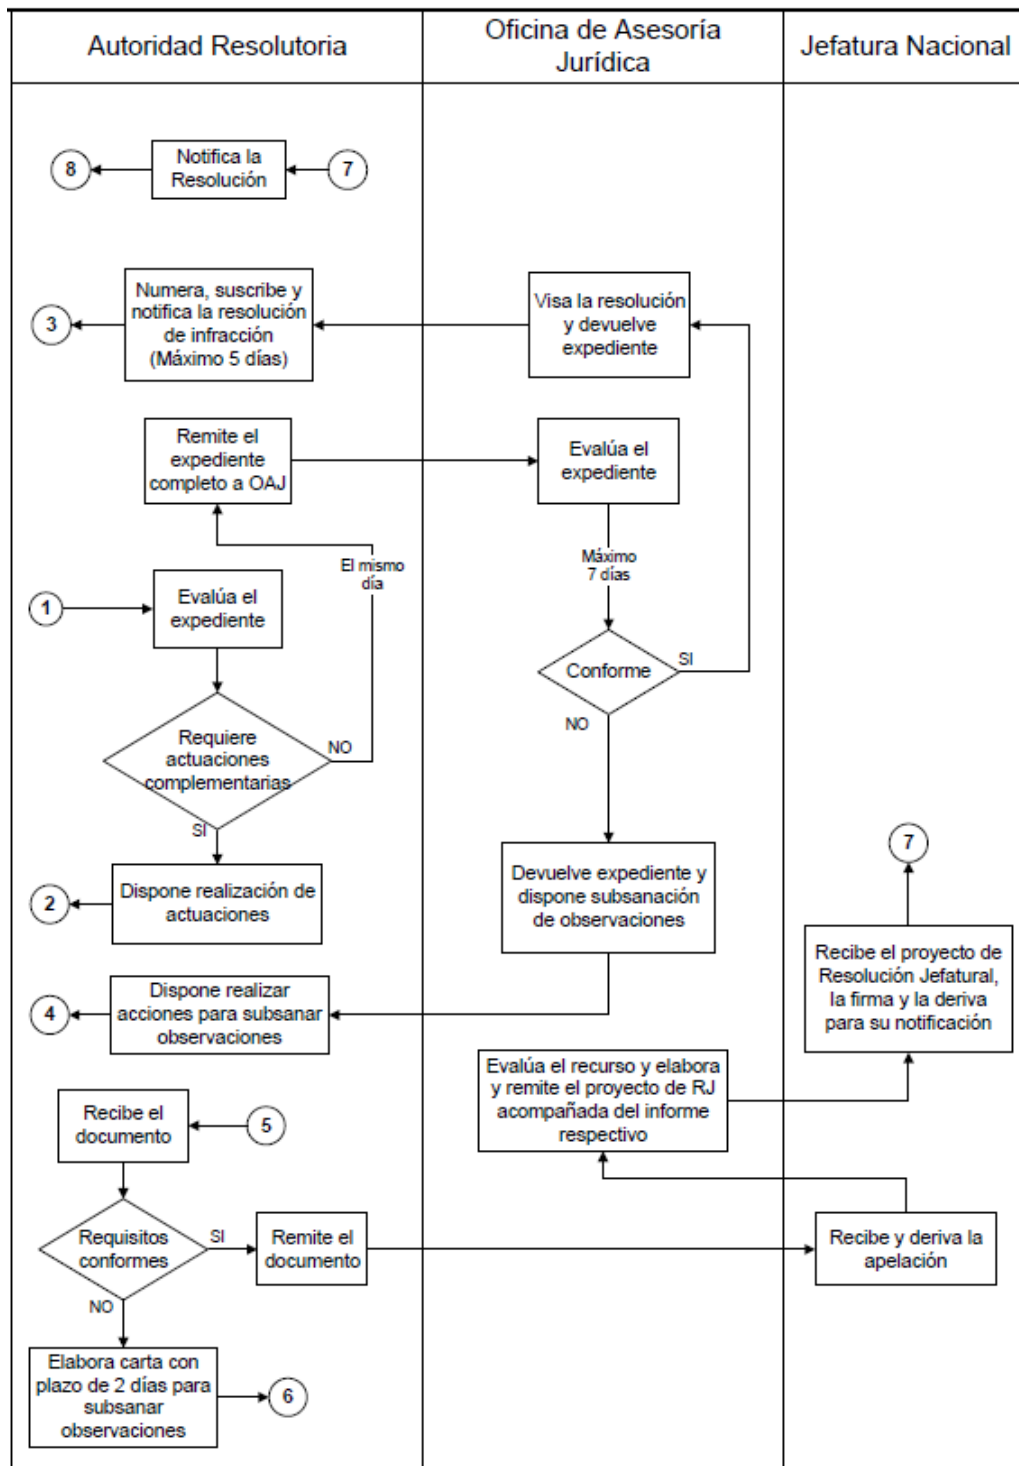 Autoridad Resolutoria
Oficina de Asesoría
Jurídica
Jefatura Nacional
8
Notifica la
Resolución
7
3
Numera, suscribe y
notifica la resolución
de infracción
(Máximo 5 días)
Visa la resolución
y devuelve
expediente
Remite el
expediente
completo a OAJ
Evalúa el
expediente
El mismo
día
Máximo
7 días
1
Evalúa el
expediente
Conforme
SI
NO
Requiere
actuaciones
complementarias
NO
SI
2
Dispone realización de
actuaciones
Devuelve expediente y
dispone subsanación
de observaciones
7
4
Dispone realizar
acciones para subsanar
observaciones
Recibe el proyecto de
Resolución Jefatural,
la firma y la deriva
para su notificación
Evalúa el recurso y elabora
y remite el proyecto de RJ
acompañada del informe
respectivo
Recibe el
documento
5
Requisitos
conformes
SI
NO
Remite el
documento
Recibe y deriva la
apelación
Elabora carta con
plazo de 2 días para
subsanar
observaciones
6